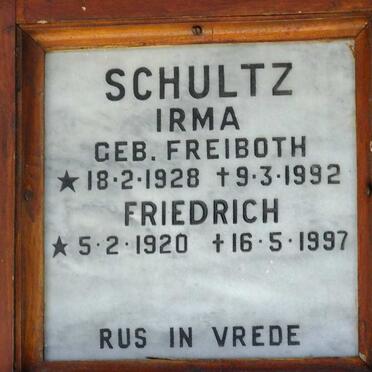 SCHULTZ
IRMA
GEB. FREIBOTH
★ 18·2·1928 †9·3·1992
FRIEDRICH
★ 5·2·1920 †16·5·1997
RUS IN VREDE